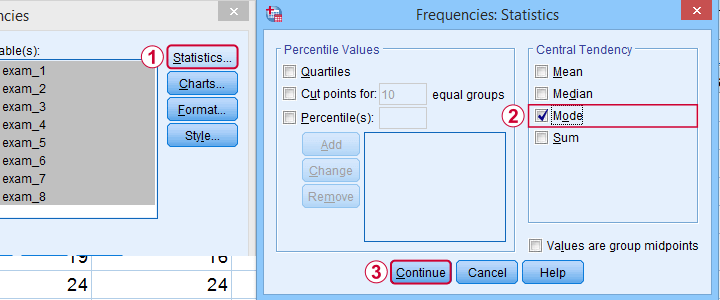 encies
Frequencies: Statistics
able(s):
exam_1
exam_2
exam_3
exam_4
exam_5
exam_6
exam_7
exam_8
1
Statistics...
Charts...
Format...
Style...
19 16
24 24
Percentile Values
Quartiles
Cut points for: 10 equal groups
Percentile(s):
Add
Change
Remove
Central Tendency
Mean
Median
2
Mode
Sum
Values are group midpoints
3
Continue
Cancel
Help